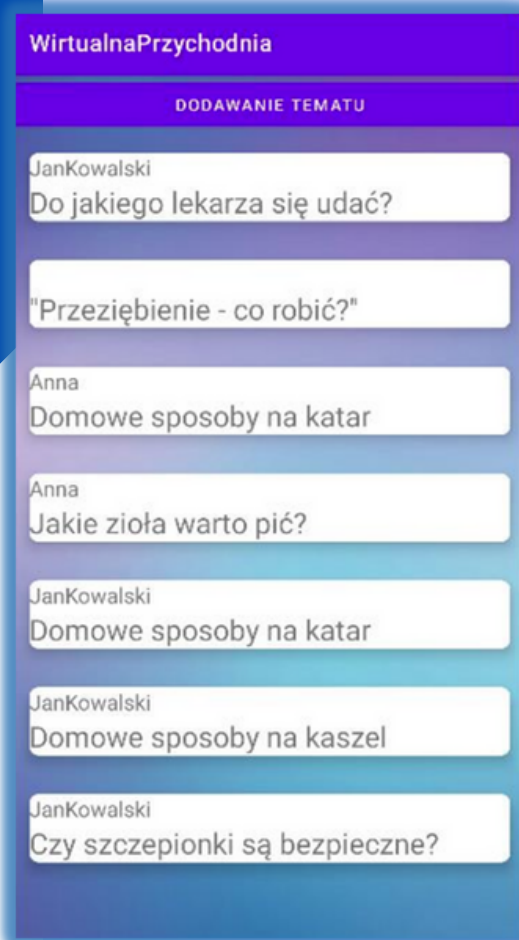 WirtualnaPrzychodnia
DODAWANIE TEMATU
JanKowalski
Do jakiego lekarza się udać?
"Przeziębienie - co robić?"
Anna
Domowe sposoby na katar
Anna
Jakie zioła warto pić?
JanKowalski
Domowe sposoby na katar
JanKowalski
Domowe sposoby na kaszel
JanKowalski
Czy szczepionki są bezpieczne?